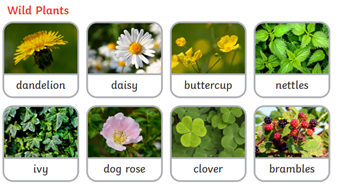 Wild Plants
dandelion
daisy
buttercup
nettles
ivy
dog rose
clover
brambles